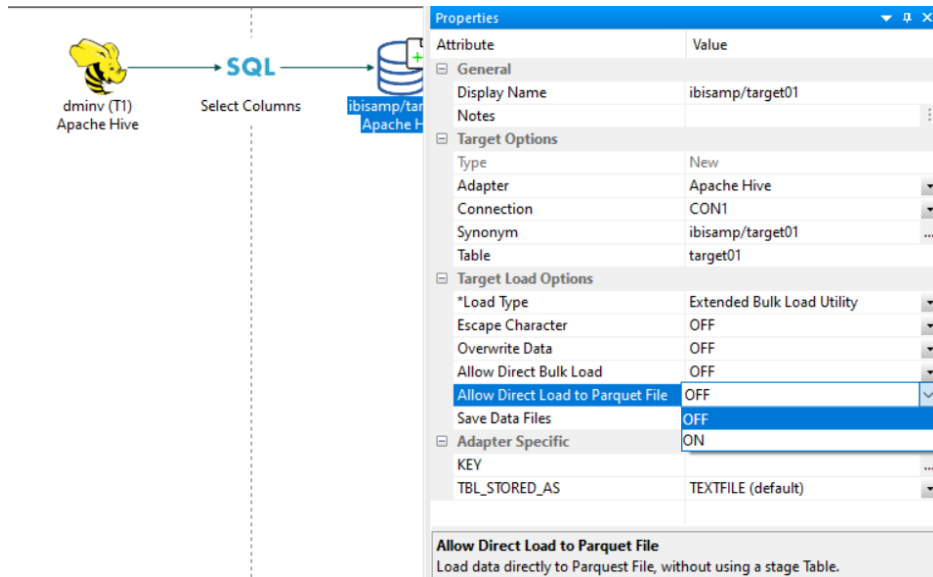 SQL
dminv (T1)
Apache Hive
Select Columns
ibisamp/tar
Apache H
Properties
Attribute Value
General
Display Name ibisamp/target01
Notes
Target Options
Type New
Adapter Apache Hive
Connection CON1
Synonym ibisamp/target01
Table target01
Target Load Options
*Load Type Extended Bulk Load Utility
Escape Character OFF
Overwrite Data OFF
Allow Direct Bulk Load OFF
Allow Direct Load to Parquet File OFF
Save Data Files OFF
ON
Adapter Specific
KEY
TBL_STORED_AS TEXTFILE (default)
Allow Direct Load to Parquet File
Load data directly to Parquest File, without using a stage Table.